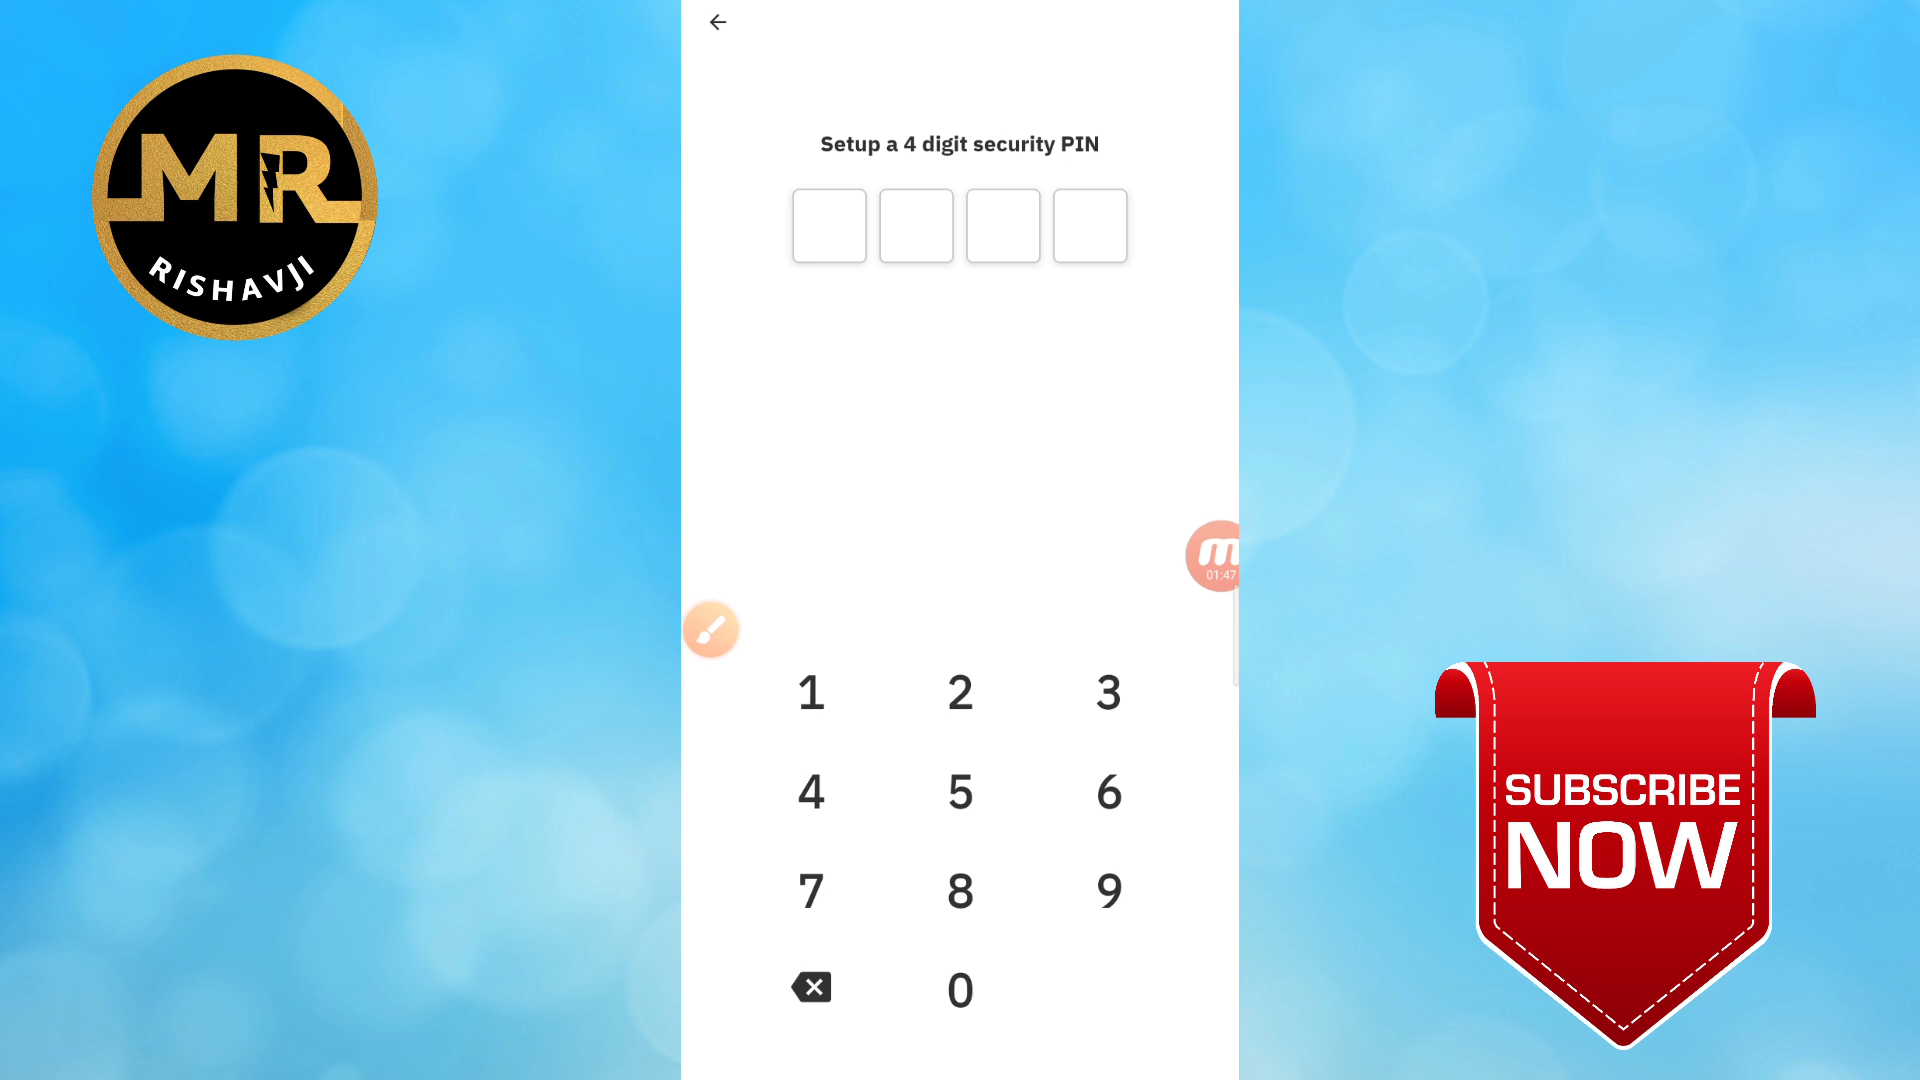 MR
RISHAVJI
Setup a 4 digit security PIN
01:47
1 2 3
4 5 6
7 8 9
0
SUBSCRIBE
NOW